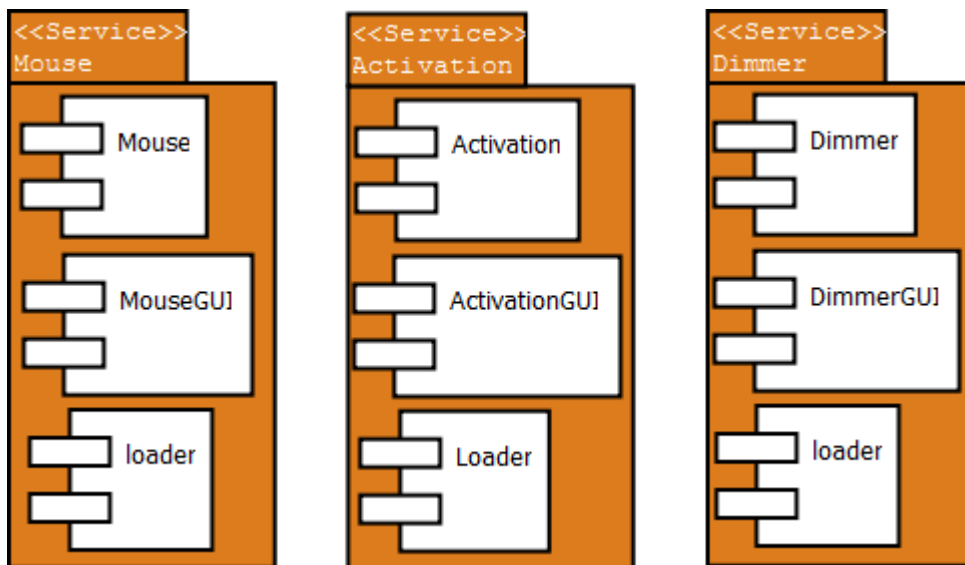 <<Service>>
Mouse
Mouse
MouseGUI
loader
<<Service>>
Activation
Activation
ActivationGUI
Loader
<<Service>>
Dimmer
Dimmer
DimmerGUI
loader